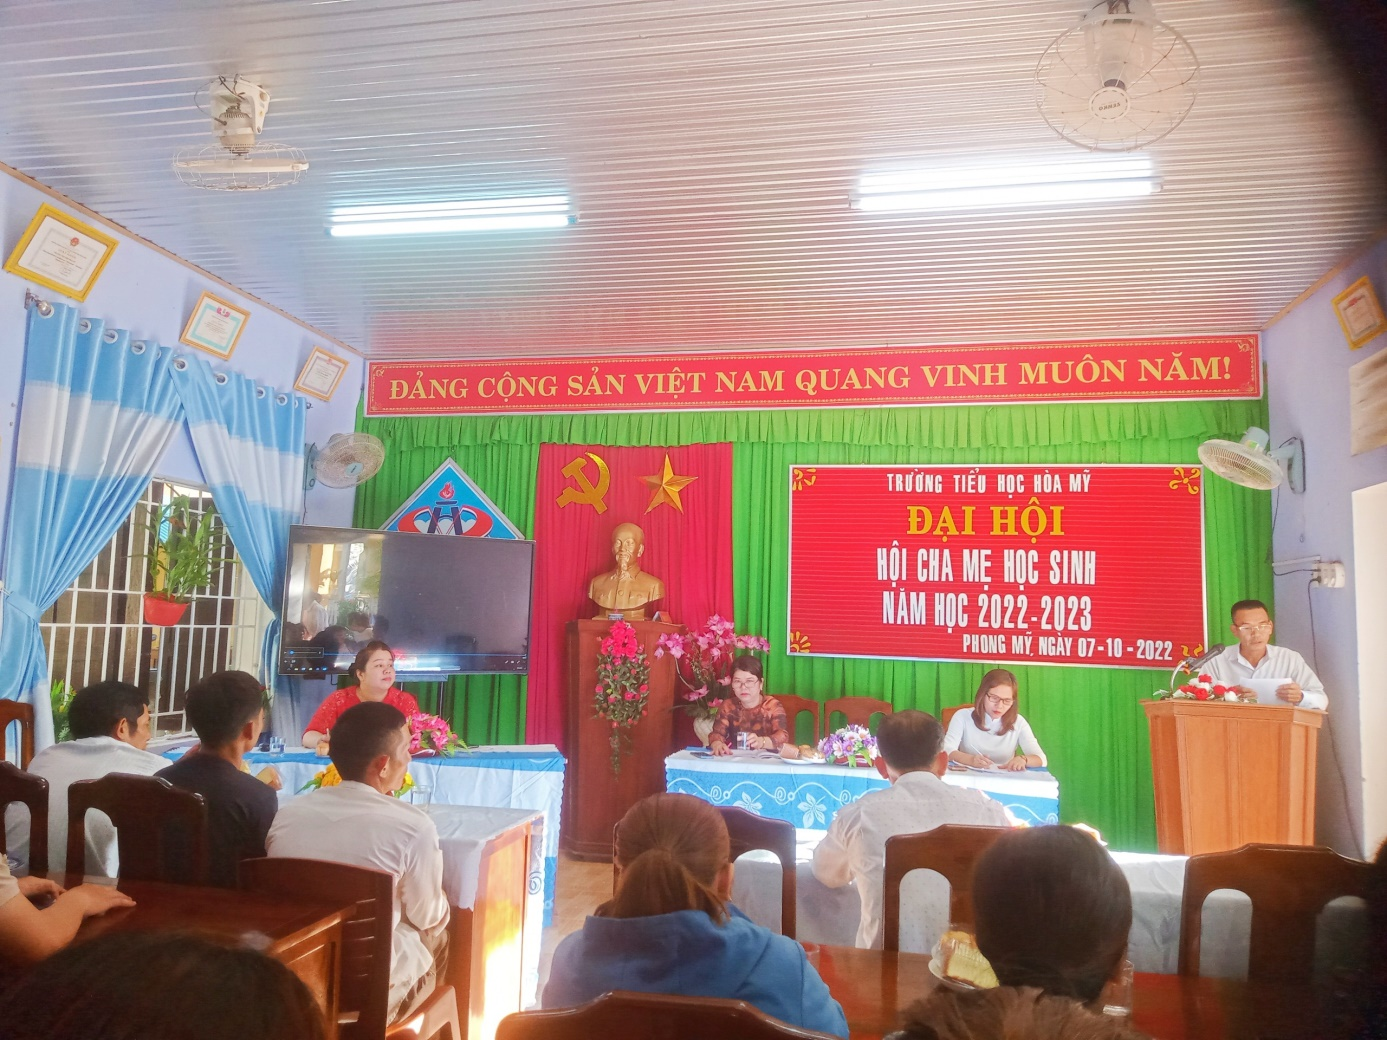 ĐẢNG CỘNG SẢN VIỆT NAM QUANG VINH MUÔN NĂM!
TRƯỜNG TIỂU HỌC HÒA MỸ
ĐẠI HỘI
HỘI CHA MẸ HỌC SINH
NĂM HỌC 2022-2023
PHONG MỸ, NGÀY 07-10-2022